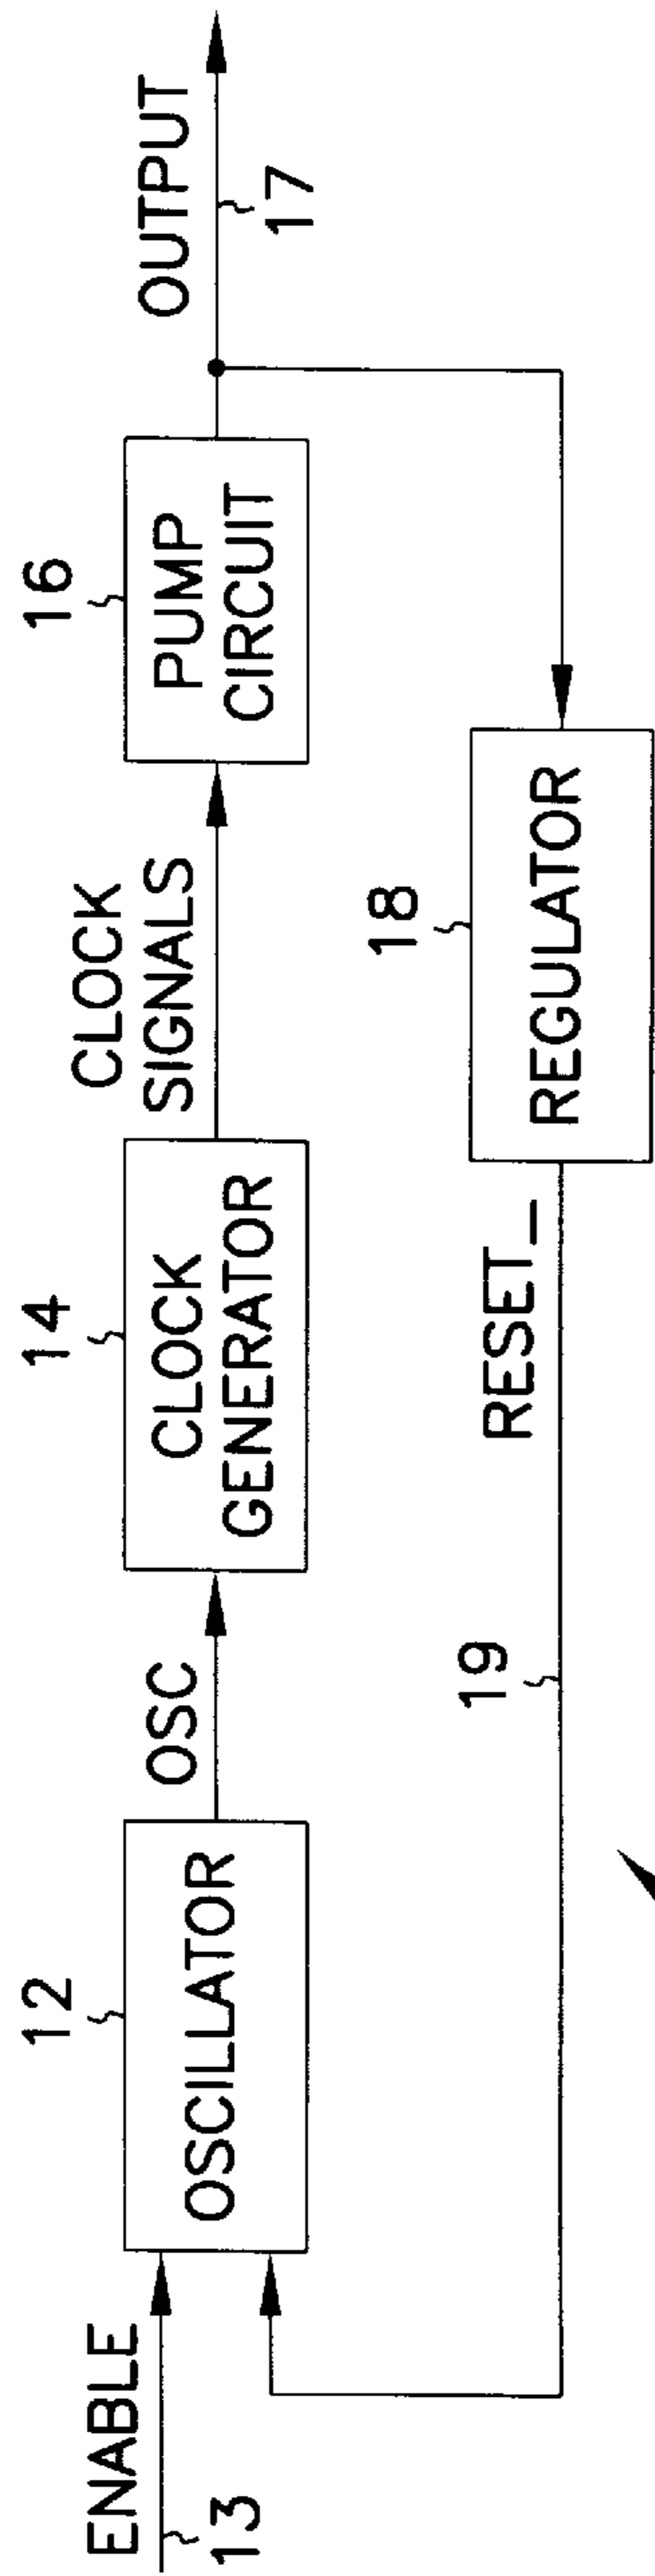 ENABLE
13
12
OSCILLATOR
OSC
14
CLOCK
GENERATOR
CLOCK
SIGNALS
16
PUMP
CIRCUIT
OUTPUT
17
19
RESET_
18
REGULATOR